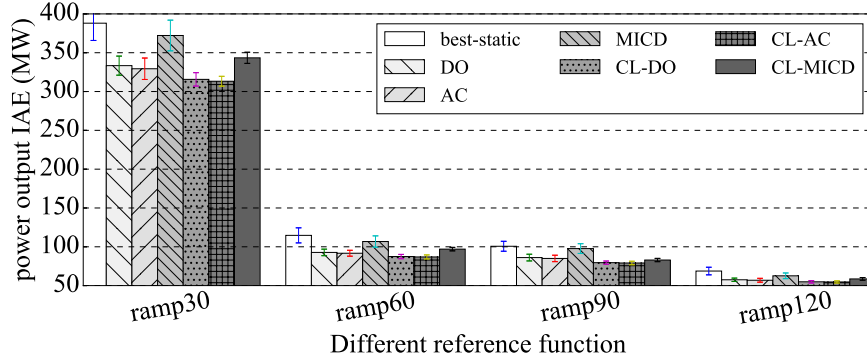 power output IAE (MW)
400
350
300
250
200
150
100
50
best-static
DO
AC
MICD
CL-DO
CL-AC
CL-MICD
ramp30
ramp60
ramp90
ramp120
Different reference function